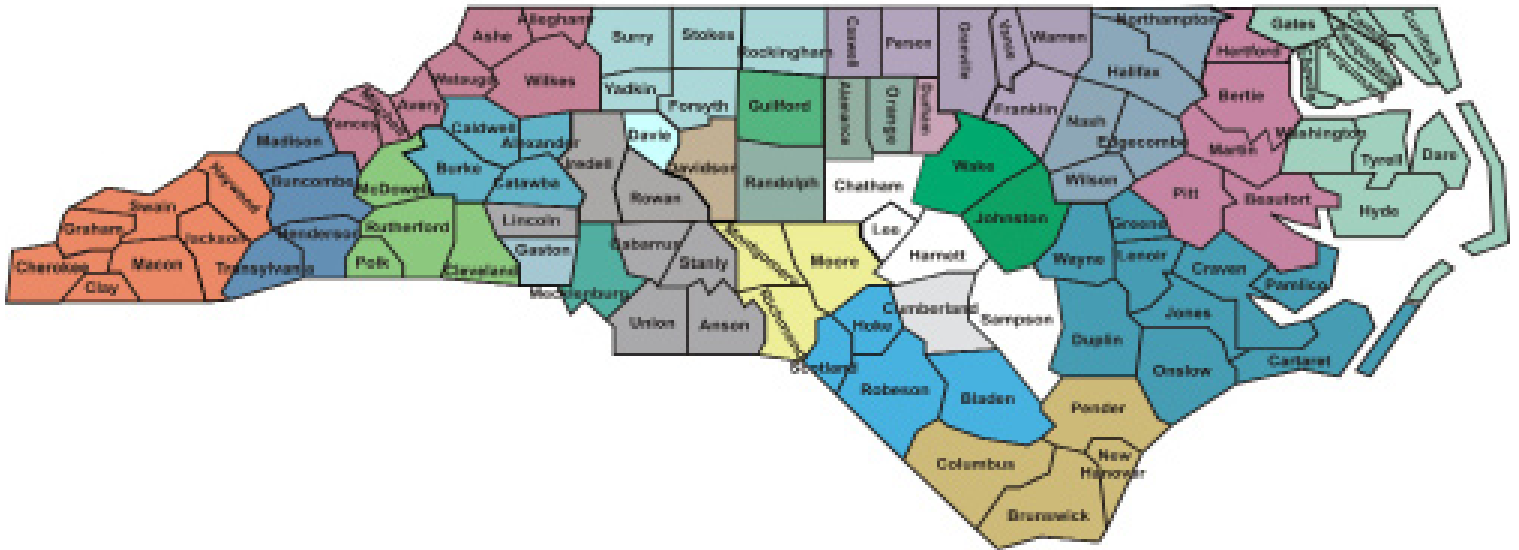 Ashe
Alleghany
Surry
Stokes
Rockingham
Caswell
Person
Granville
Vance
Warren
Northampton
Gates
Hertford
Halifax
Watauga
Wilkes
Yadkin
Forsyth
Guilford
Alamance
Orange
Durham
Franklin
Nash
Edgecombe
Bertie
Martin
Washington
Tyrell
Dare
Mitchell
Avery
Yancey
Madison
Caldwell
Alexander
Iredell
Davie
Davidson
Randolph
Chatham
Wake
Wilson
Pitt
Beaufort
Hyde
Haywood
Buncombe
McDowell
Burke
Catawba
Rowan
Swain
Graham
Jackson
Henderson
Rutherford
Lincoln
Gaston
Cabarrus
Stanly
Montgomery
Moore
Lee
Harnett
Johnston
Greene
Wayne
Lenoir
Craven
Pamlico
Cherokee
Macon
Clay
Transylvania
Polk
Cleveland
Mecklenburg
Union
Anson
Richmond
Hoke
Cumberland
Sampson
Duplin
Jones
Onslow
Carteret
Scotland
Robeson
Bladen
Pender
Columbus
New
Hanover
Brunswick